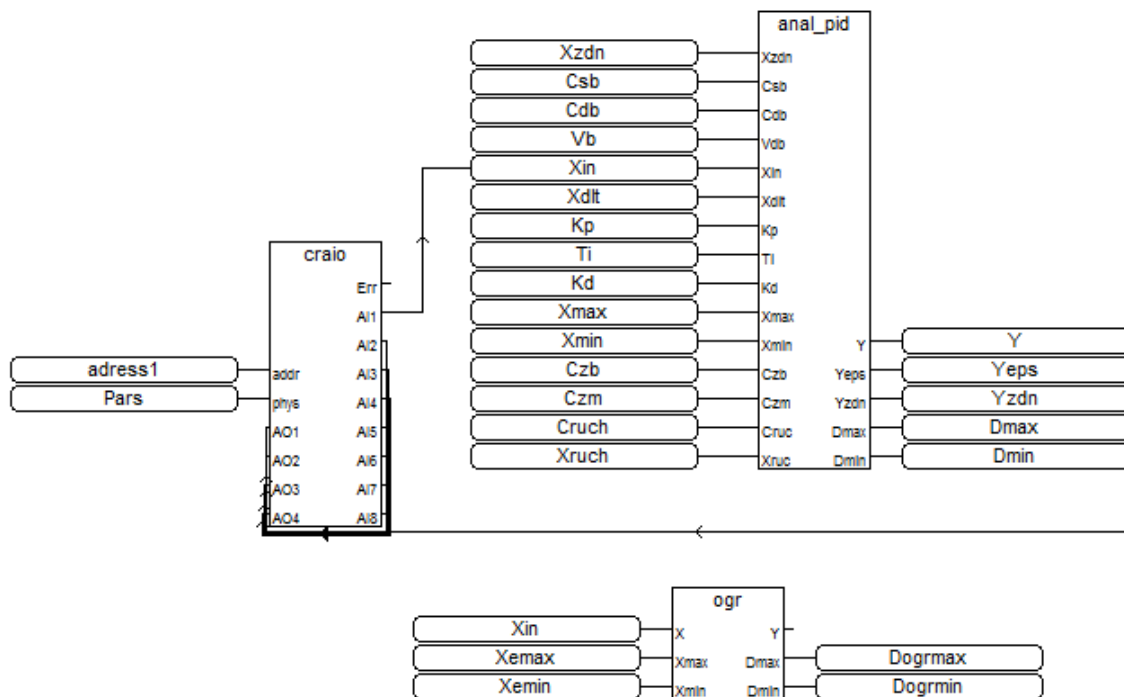 anal_pid
Xzdn Xzdn
Csb Csb
Cdb Cdb
Vb Vdb
Xin Xin
Xdlt Xdlt
Kp Kp
Ti Ti
Kd Kd
Xmax Xmax
Xmin Xmin Y Y
Czb Czb Yeps Yeps
Czm Czm Yzdn Yzdn
Cruch Cruc Dmax Dmax
Xruch Xruc Dmin Dmin
craio
Err
AI1
AI2
adress1 addr AI3
Pars phys AI4
AO1 AI5
AO2 AI6
AO3 AI7
AO4 AI8
ogr
Xin X Y
Xemax Xmax Dmax Dogrmax
Xemin Xmin Dmin Dogrmin